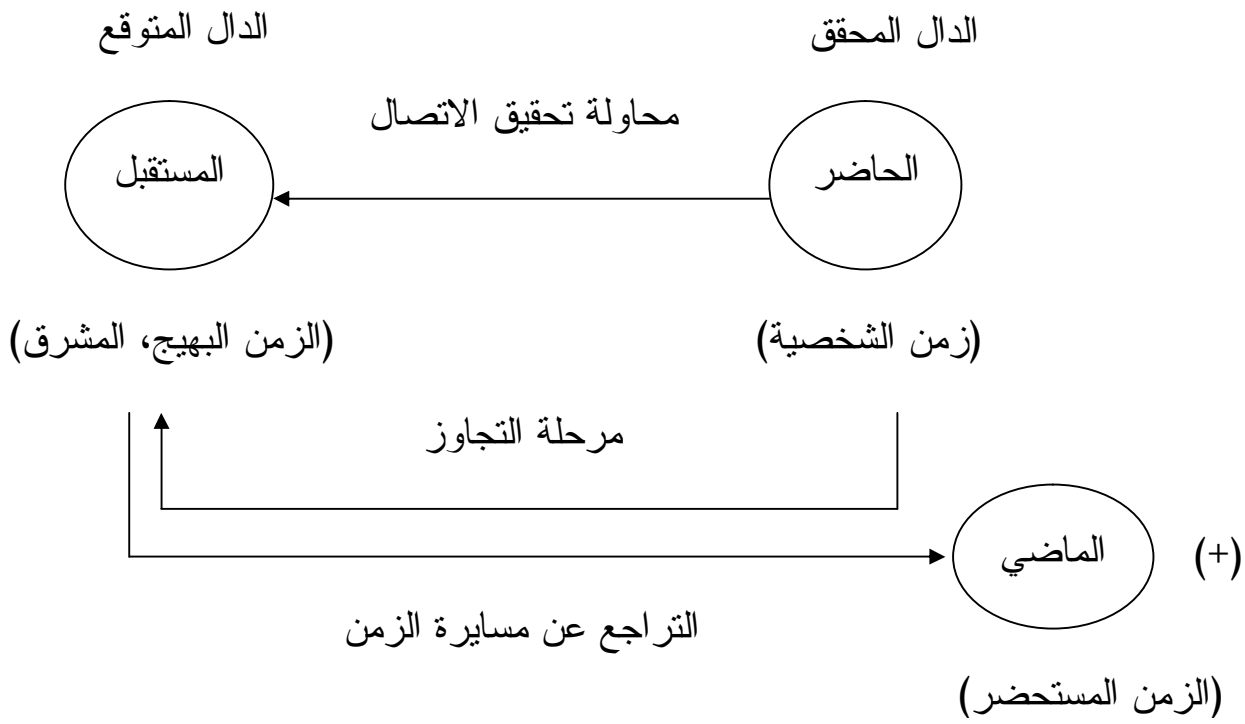 الدال المحقق
الدال المتوقع
محاولة تحقيق الاتصال
الحاضر
المستقبل
(زمن الشخصية)
(الزمن البهيج، المشرق)
مرحلة التجاوز
الماضي
(+)
التراجع عن مسايرة الزمن
(الزمن المستحضر)